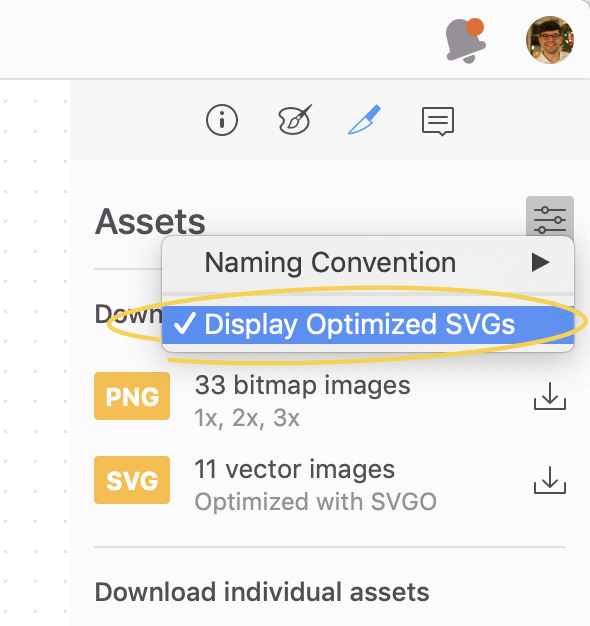 Assets
Naming Convention
Display Optimized SVGs
PNG
33 bitmap images
1x, 2x, 3x
SVG
11 vector images
Optimized with SVGO
Download individual assets